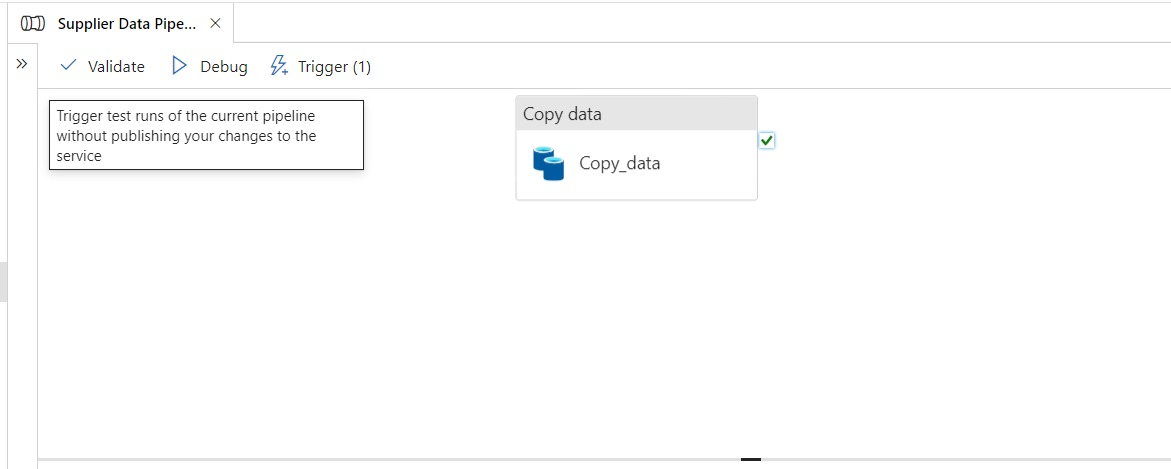 Supplier Data Pipe...
Validate Debug Trigger (1)
Trigger test runs of the current pipeline
without publishing your changes to the
service
Copy data
Copy_data